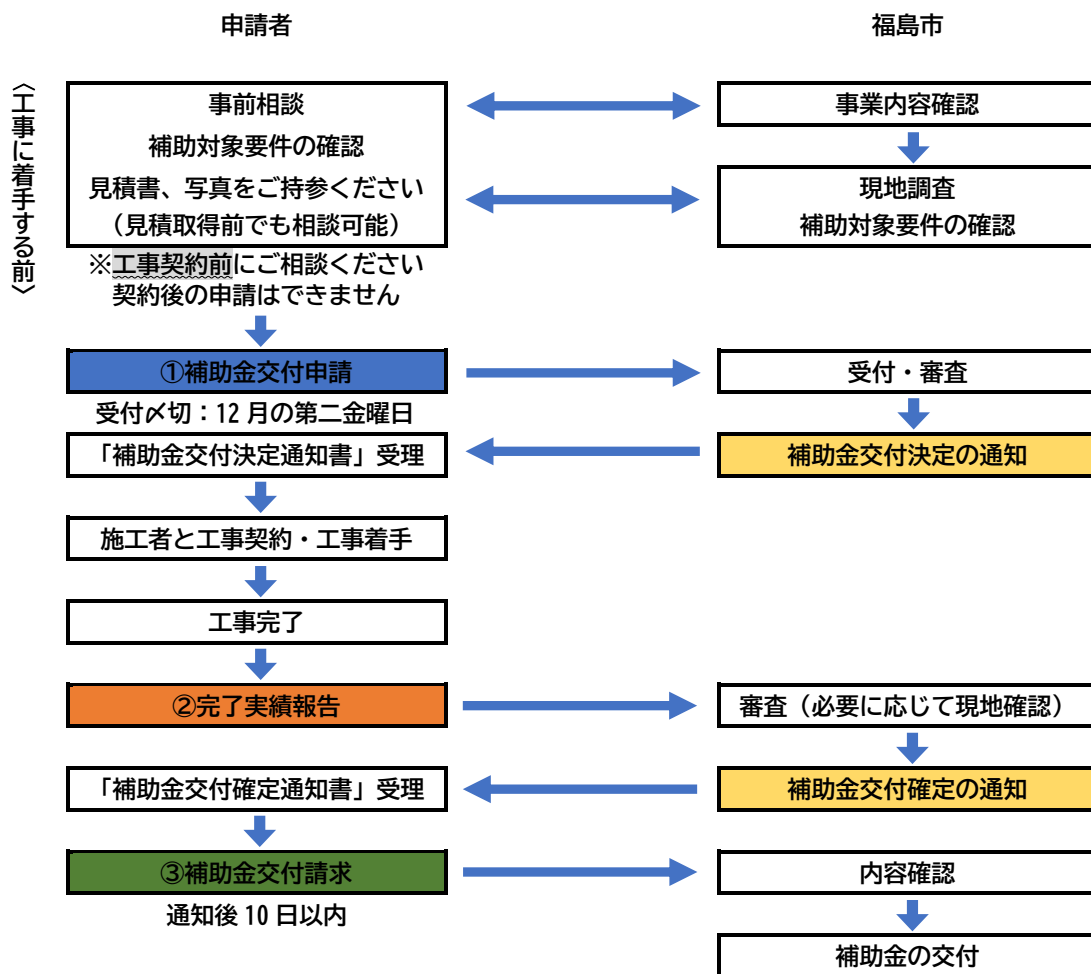 申請者
福島市
〈工事に着手する前〉
事前相談
補助対象要件の確認
見積書、写真をご持参ください
（見積取得前でも相談可能）
事業内容確認
現地調査
補助対象要件の確認
※工事契約前にご相談ください
契約後の申請はできません
①補助金交付申請
受付・審査
受付〆切：12 月の第二金曜日
「補助金交付決定通知書」受理
補助金交付決定の通知
施工者と工事契約・工事着手
工事完了
②完了実績報告
審査（必要に応じて現地確認）
「補助金交付確定通知書」受理
補助金交付確定の通知
③補助金交付請求
内容確認
通知後 10 日以内
補助金の交付